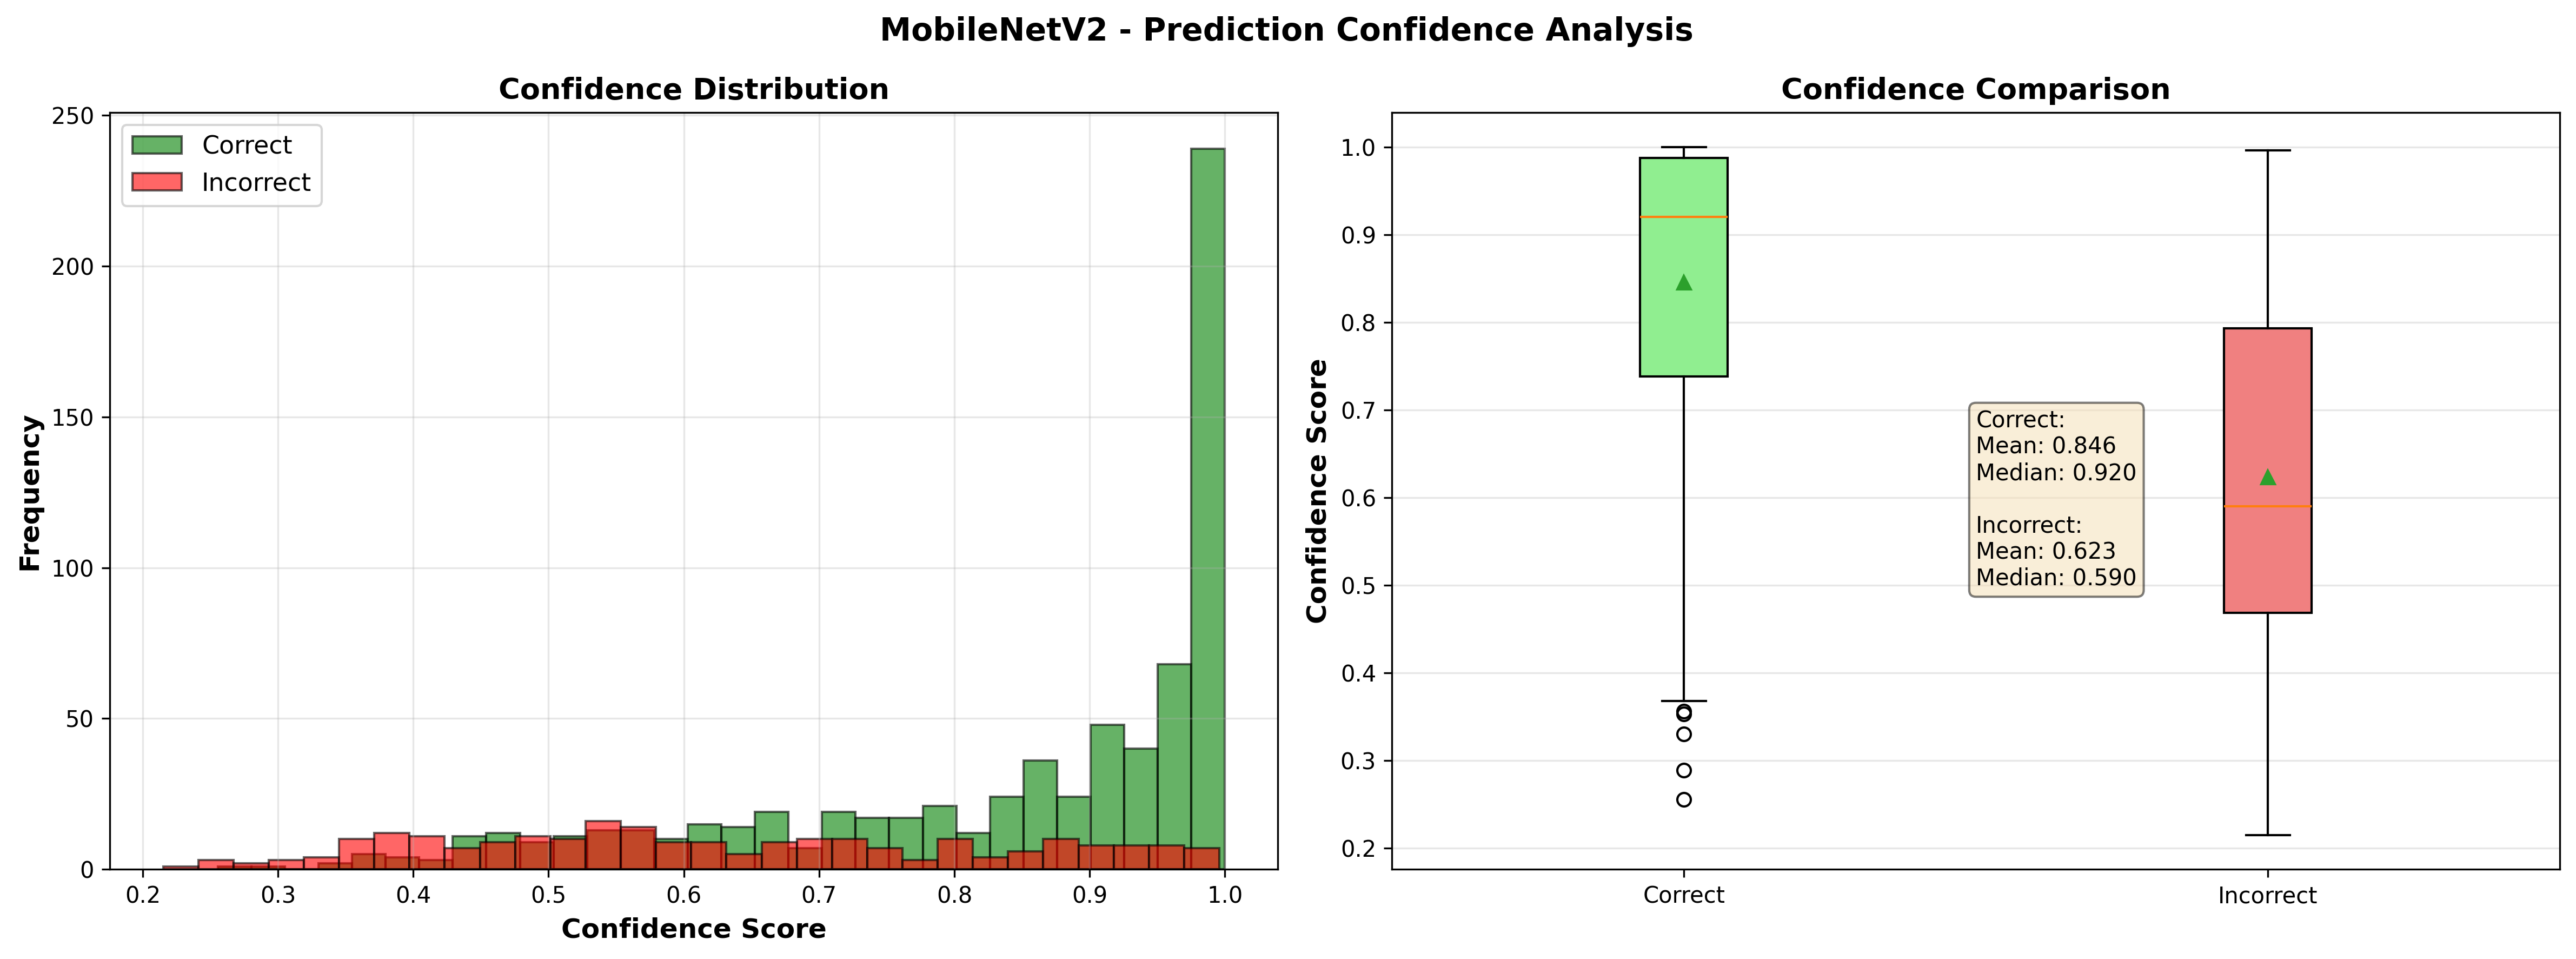 MobileNetV2 - Prediction Confidence Analysis
Confidence Distribution
250
200
150
100
50
0
Frequency
Correct
Incorrect
0.2 0.3 0.4 0.5 0.6 0.7 0.8 0.9 1.0
Confidence Score
Confidence Comparison
1.0
0.9
0.8
0.7
0.6
0.5
0.4
0.3
0.2
Confidence Score
Correct:
Mean: 0.846
Median: 0.920
Incorrect:
Mean: 0.623
Median: 0.590
Correct Incorrect